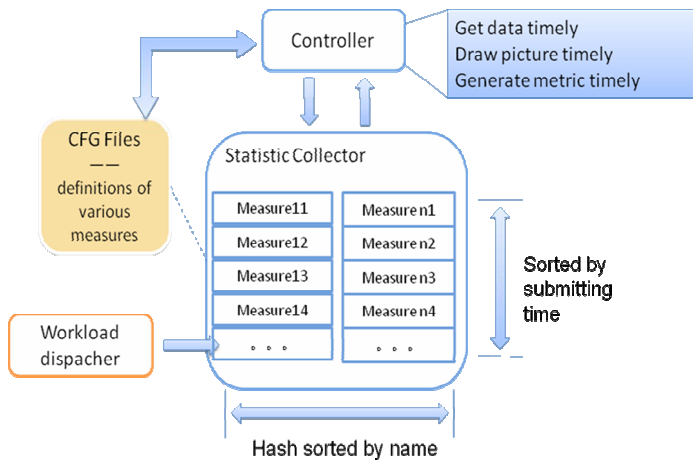 Controller
Get data timely
Draw picture timely
Generate metric timely
CFG Files
——
definitions of
various
measures
Statistic Collector
Measure11
Measure12
Measure13
Measure14
. . .
Measure n1
Measure n2
Measure n3
Measure n4
. . .
Sorted by
submitting
time
Workload
dispacher
Hash sorted by name